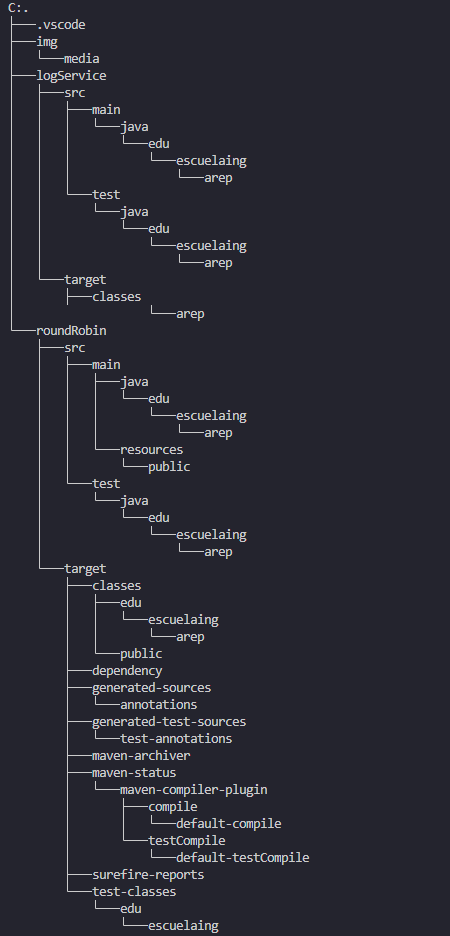 C:.
├───.vscode
├───img
│   └───media
├───logService
│   ├───src
│   │   ├───main
│   │   │   └───java
│   │   │       └───edu
│   │   │           └───escuelaing
│   │   │               └───arep
│   │   └───test
│   │       └───java
│   │           └───edu
│   │               └───escuelaing
│   │                   └───arep
│   └───target
│       ├───classes
│                   └───arep
└───roundRobin
    ├───src
    │   ├───main
    │   │   ├───java
    │   │   │   └───edu
    │   │   │       └───escuelaing
    │   │   │           └───arep
    │   │   └───resources
    │   │       └───public
    │   └───test
    │       └───java
    │           └───edu
    │               └───escuelaing
    │                   └───arep
    └───target
        ├───classes
        │   ├───edu
        │   │   └───escuelaing
        │   │       └───arep
        │   └───public
        ├───dependency
        ├───generated-sources
        │   └───annotations
        ├───generated-test-sources
        │   └───test-annotations
        ├───maven-archiver
        ├───maven-status
        │   └───maven-compiler-plugin
        │       ├───compile
        │       │   └───default-compile
        │       └───testCompile
        │           └───default-testCompile
        ├───surefire-reports
        └───test-classes
            └───edu
                └───escuelaing